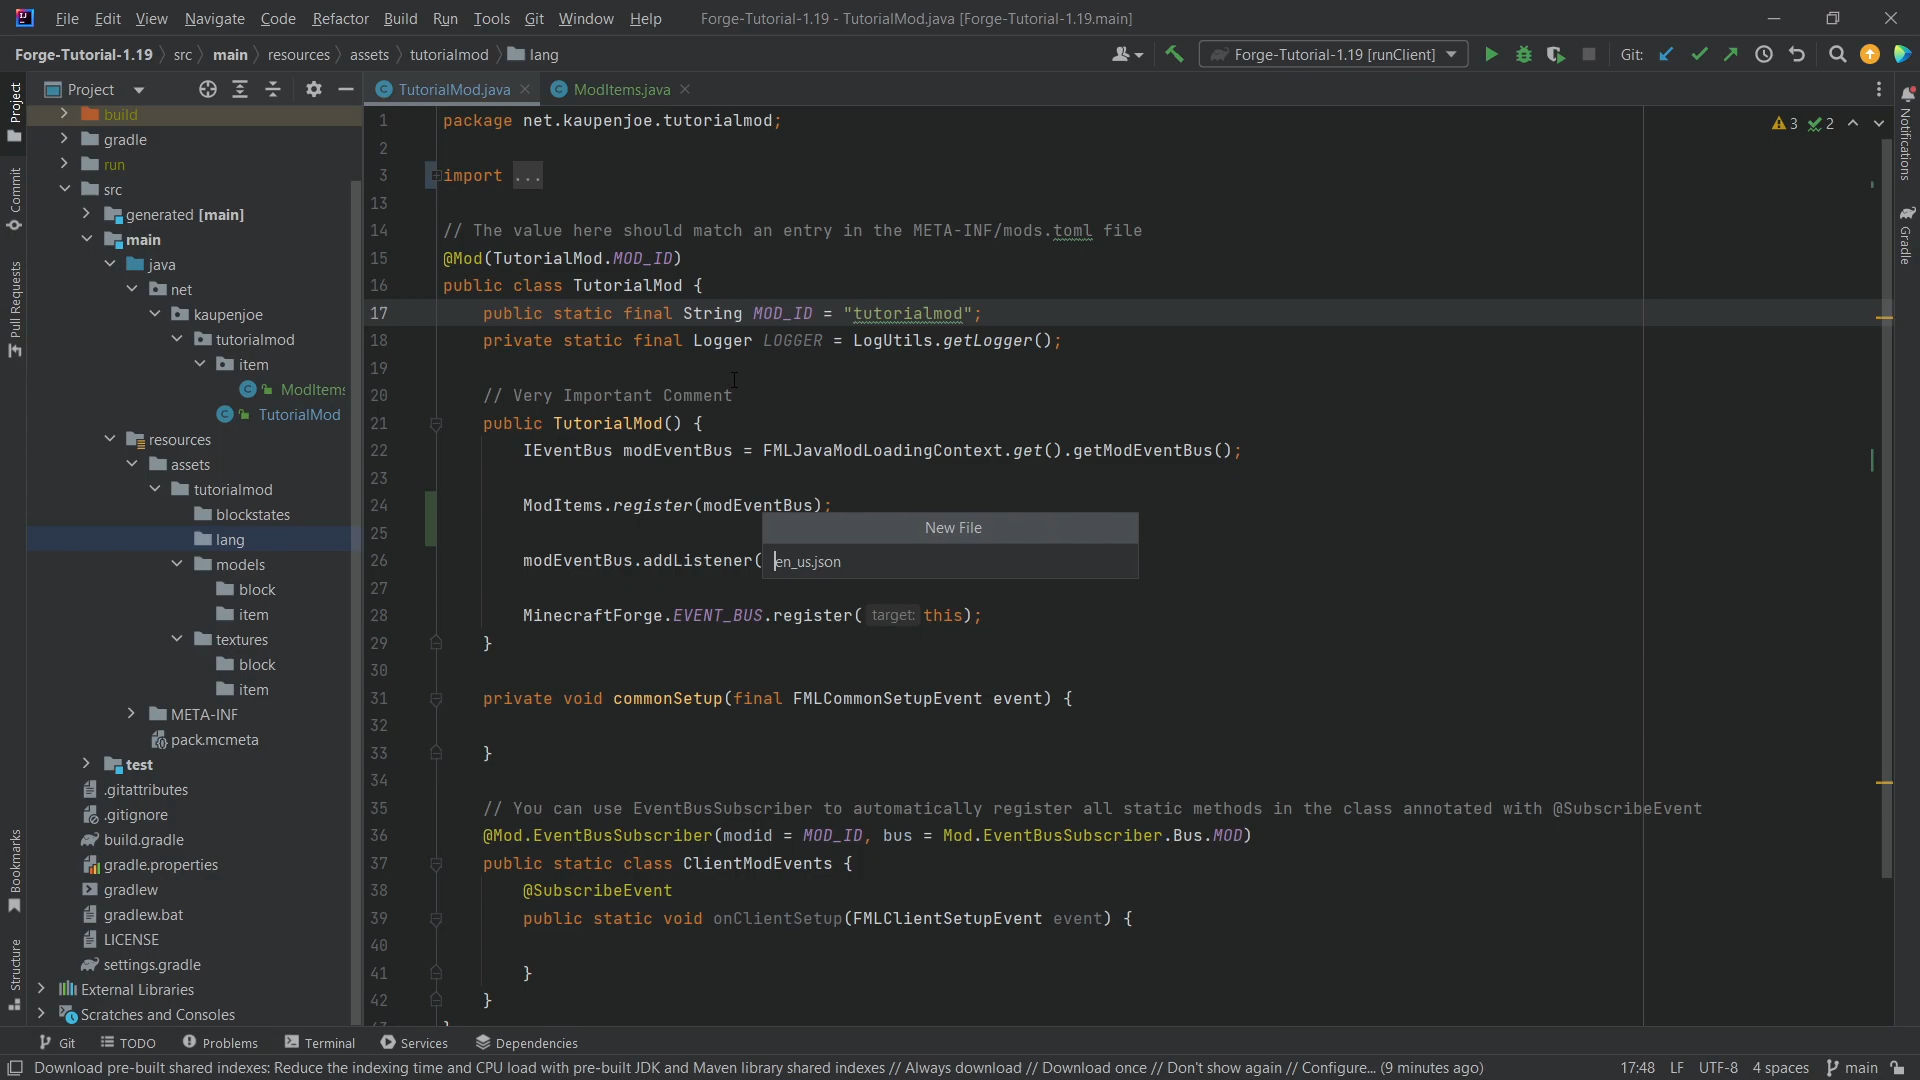 File Edit View Navigate Code Refactor Build Run Tools Git Window Help Forge-Tutorial-1.19 - TutorialMod.java [Forge-Tutorial-1.19.main]
Forge-Tutorial-1.19 src main resources assets tutorialmod lang Forge-Tutorial-1.19 [runClient] Git:
Project
TutorialMod.java ModItems.java
build
gradle
run
src
generated [main]
main
java
net
kaupenjoe
tutorialmod
item
ModItems
TutorialMod
resources
assets
tutorialmod
blockstates
lang
models
block
item
textures
block
item
META-INF
pack.mcmeta
test
.gitattributes
.gitignore
build.gradle
gradle.properties
gradlew
gradlew.bat
LICENSE
settings.gradle
External Libraries
Scratches and Consoles
Project
Commit
Pull Requests
Bookmarks
Structure
3 2
1 package net.kaupenjoe.tutorialmod;
2
3 import ...
13
14 // The value here should match an entry in the META-INF/mods.toml file
15 @Mod(TutorialMod.MOD_ID)
16 public class TutorialMod {
17 public static final String MOD_ID = "tutorialmod";
18 private static final Logger LOGGER = LogUtils.getLogger();
19
20 // Very Important Comment
21 public TutorialMod() {
22 IEventBus modEventBus = FMLJavaModLoadingContext.get().getModEventBus();
23
24 ModItems.register(modEventBus);
25
26 modEventBus.addListener(
27
28 MinecraftForge.EVENT_BUS.register( target: this);
29 }
30
31 private void commonSetup(final FMLCommonSetupEvent event) {
32
33 }
34
35 // You can use EventBusSubscriber to automatically register all static methods in the class annotated with @SubscribeEvent
36 @Mod.EventBusSubscriber(modid = MOD_ID, bus = Mod.EventBusSubscriber.Bus.MOD)
37 public static class ClientModEvents {
38 @SubscribeEvent
39 public static void onClientSetup(FMLClientSetupEvent event) {
40
41 }
42 }
New File
en_us.json
Notifications
Gradle
Git TODO Problems Terminal Services Dependencies
Download pre-built shared indexes: Reduce the indexing time and CPU load with pre-built JDK and Maven library shared indexes // Always download // Download once // Don't show again // Configure... (9 minutes ago) 17:48 LF UTF-8 4 spaces main